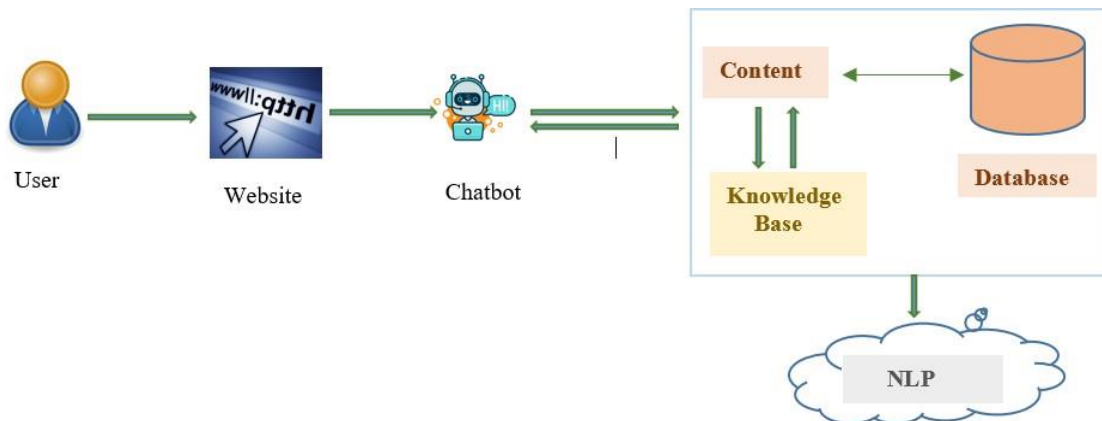 http://www
HI!
Content
User
Website
Chatbot
Knowledge
Base
Database
NLP